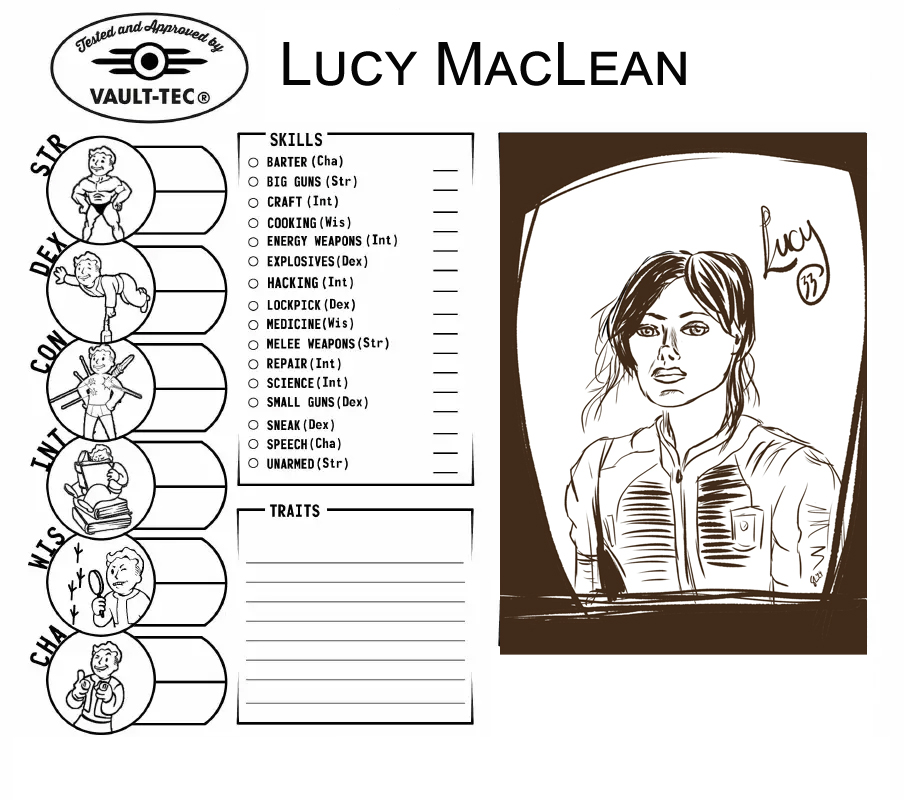 Tested and Approved by
VAULT-TEC®
LUCY MACLEAN
STR
DEX
CON
INT
WIS
CHA
SKILLS
BARTER (Cha)
BIG GUNS (Str)
CRAFT (Int)
COOKING (Wis)
ENERGY WEAPONS (Int)
EXPLOSIVES (Dex)
HACKING (Int)
LOCKPICK (Dex)
MEDICINE (Wis)
MELEE WEAPONS (Str)
REPAIR (Int)
SCIENCE (Int)
SMALL GUNS (Dex)
SNEAK (Dex)
SPEECH (Cha)
UNARMED (Str)
TRAITS
Lucy
33